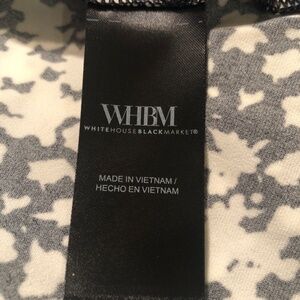 WHBM
WHITEHOUSEBLACKMARKET®
MADE IN VIETNAM /
HECHO EN VIETNAM